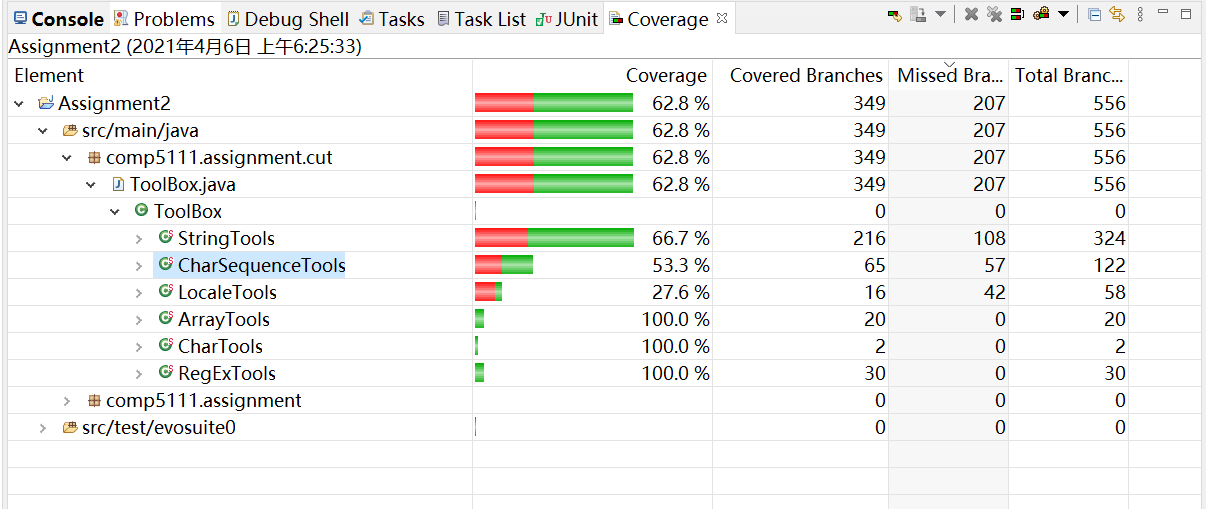 Console Problems Debug Shell Tasks Task List JUnit Coverage
Assignment2 (2021年4月6日 上午6:25:33)
Element Coverage Covered Branches Missed Bra... Total Branc...
Assignment2 62.8 % 349 207 556
src/main/java 62.8 % 349 207 556
comp5111.assignment.cut 62.8 % 349 207 556
ToolBox.java 62.8 % 349 207 556
ToolBox 0 0 0
StringTools 66.7 % 216 108 324
CharSequenceTools 53.3 % 65 57 122
LocaleTools 27.6 % 16 42 58
ArrayTools 100.0 % 20 0 20
CharTools 100.0 % 2 0 2
RegExTools 100.0 % 30 0 30
comp5111.assignment 0 0 0
src/test/evosuite0 0 0 0